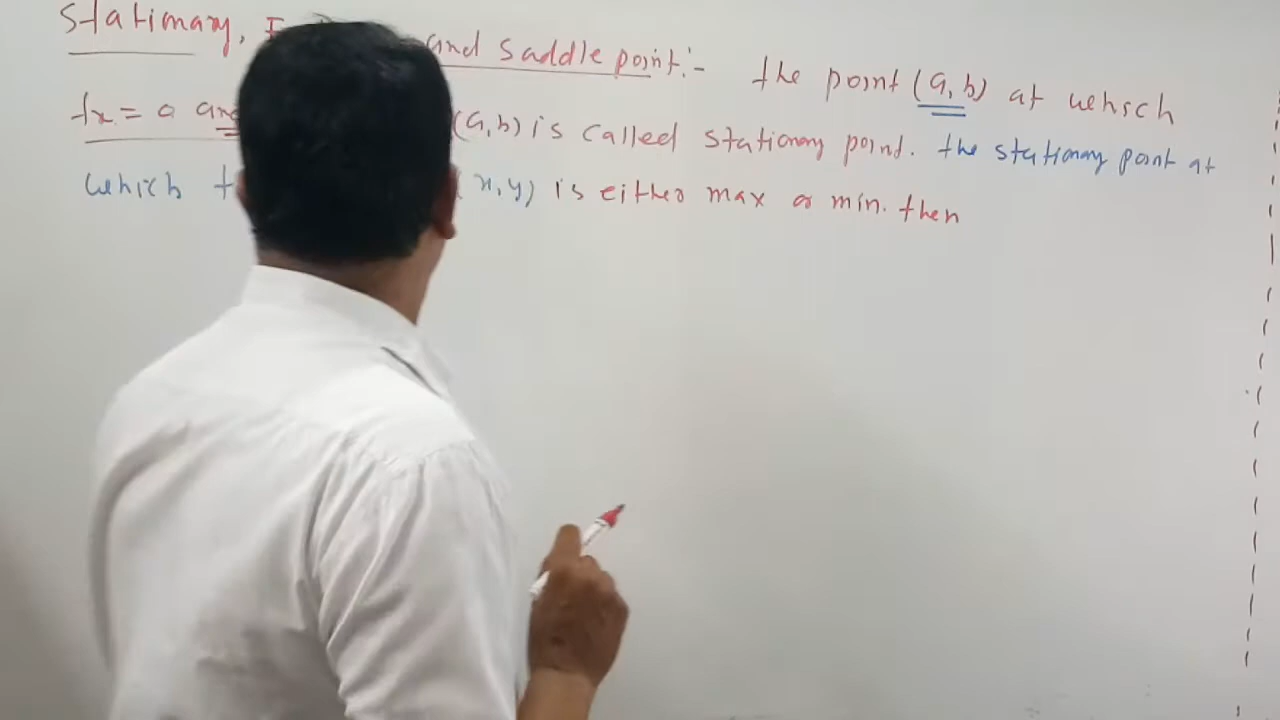 Stationary, and saddle point:- the point (a,b) at which
fx = 0 and (a,b) is called stationary point. the stationary point at
which (x,y) is either max or min. then